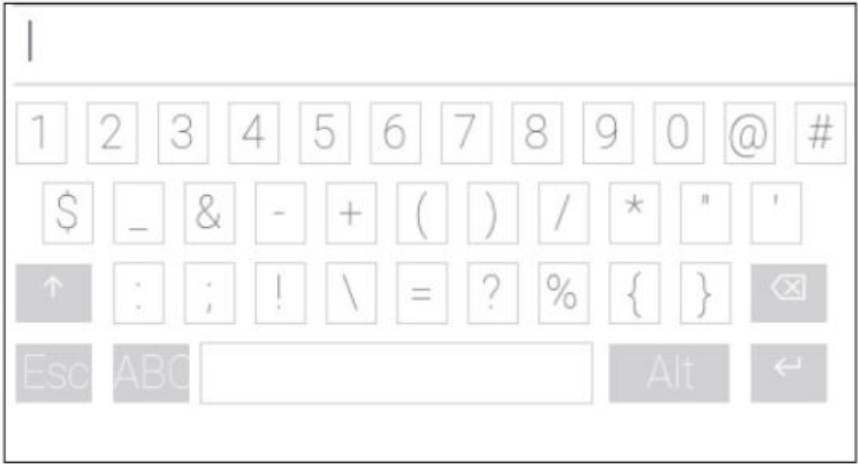 1 2 3 4 5 6 7 8 9 0 @ #
$ _ & - + ( ) / * " '
↑ : ; ! \ = ? % { } ⌫
Esc ABC Alt ↵